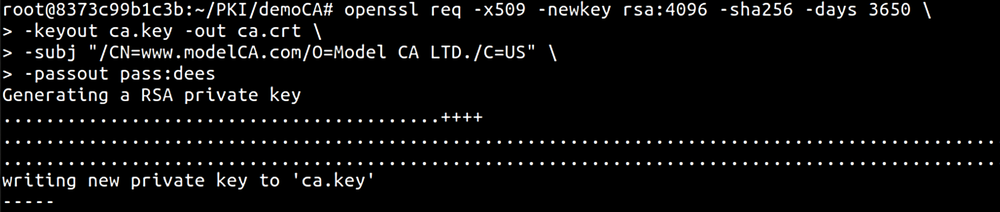 root@8373c99b1c3b:~/PKI/demoCA# openssl req -x509 -newkey rsa:4096 -sha256 -days 3650 \
> -keyout ca.key -out ca.crt \
> -subj "/CN=www.modelCA.com/O=Model CA LTD./C=US" \
> -passout pass:dees
Generating a RSA private key
.........................................++++
.............................................................................................
.............................................................................................
writing new private key to 'ca.key'
-----